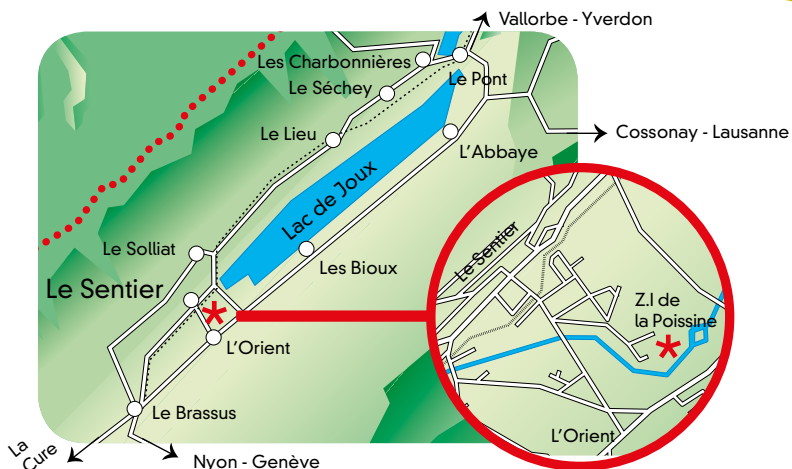 Vallorbe - Yverdon
Les Charbonnières
Le Pont
Le Séchey
Le Lieu
Cossonay - Lausanne
L'Abbaye
Lac de Joux
Le Solliat
Les Bioux
Le Sentier
Le Sentier
Z.I de
la Poissine
L'Orient
Le Brassus
L'Orient
La
Cure
Nyon - Genève